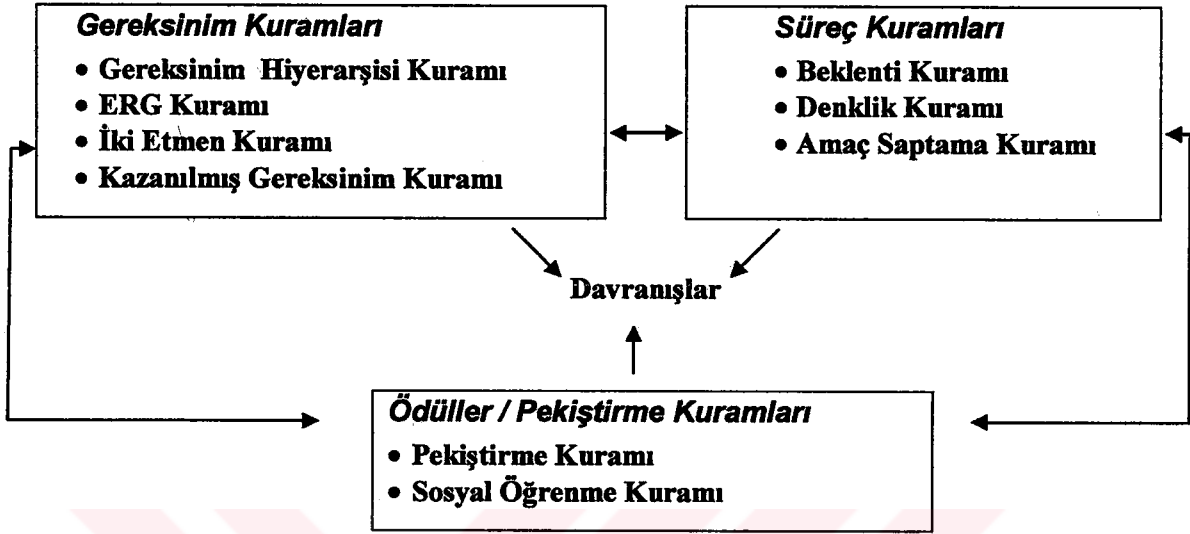 Gereksinim Kuramları
• Gereksinim Hiyerarşisi Kuramı
• ERG Kuramı
• İki Etmen Kuramı
• Kazanılmış Gereksinim Kuramı
Süreç Kuramları
• Beklenti Kuramı
• Denklik Kuramı
• Amaç Saptama Kuramı
Davranışlar
Ödüller / Pekiştirme Kuramları
• Pekiştirme Kuramı
• Sosyal Öğrenme Kuramı